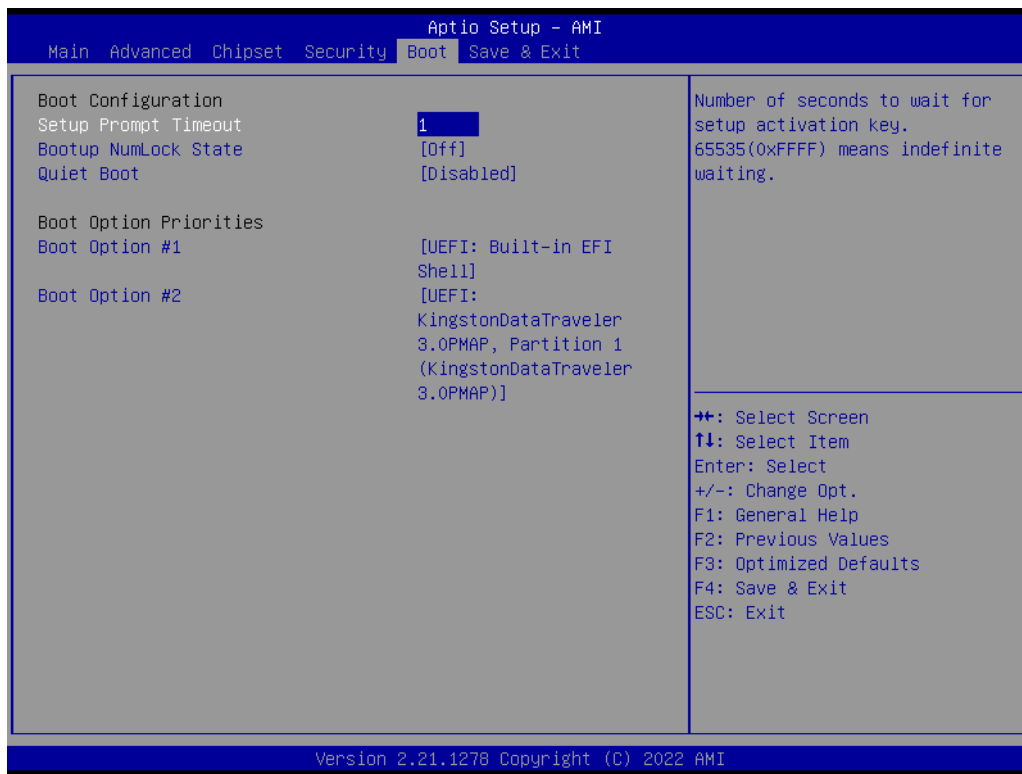 Aptio Setup – AMI
Main Advanced Chipset Security Boot Save & Exit
Boot Configuration
Setup Prompt Timeout 1
Bootup NumLock State [Off]
Quiet Boot [Disabled]
Boot Option Priorities
Boot Option #1 [UEFI: Built-in EFI
Shell]
Boot Option #2 [UEFI:
KingstonDataTraveler
3.0PMAP, Partition 1
(KingstonDataTraveler
3.0PMAP)]
Number of seconds to wait for
setup activation key.
65535(0xFFFF) means indefinite
waiting.
→←: Select Screen
↑↓: Select Item
Enter: Select
+/-: Change Opt.
F1: General Help
F2: Previous Values
F3: Optimized Defaults
F4: Save & Exit
ESC: Exit
Version 2.21.1278 Copyright (C) 2022 AMI